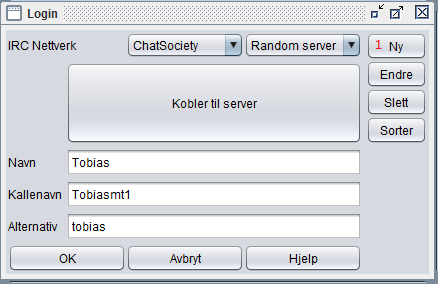 Login
IRC Nettverk ChatSociety Random server 1 Ny
Endre
Kobler til server Slett
Sorter
Navn Tobias
Kallenavn Tobiasmt1
Alternativ tobias
OK Avbryt Hjelp